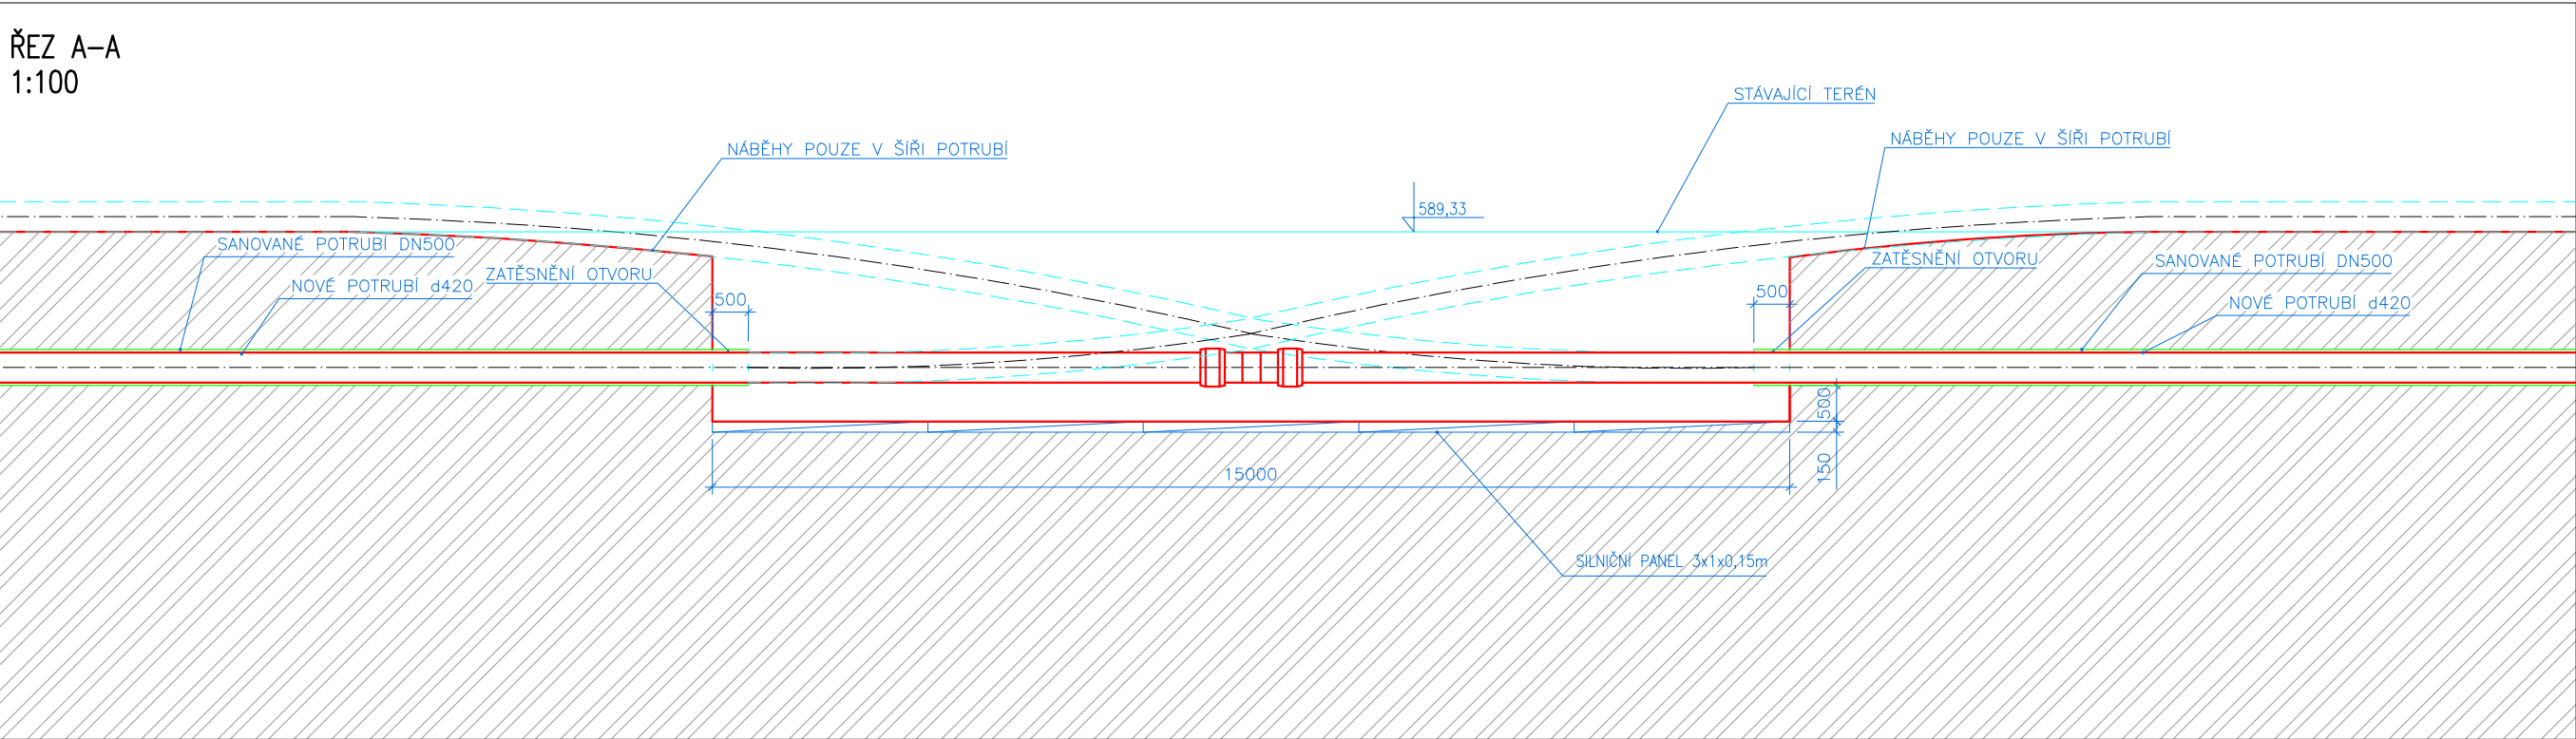 ŘEZ A–A
1:100
STÁVAJÍCÍ TERÉN
NÁBĚHY POUZE V ŠÍŘI POTRUBÍ
NÁBĚHY POUZE V ŠÍŘI POTRUBÍ
589,33
SANOVANÉ POTRUBÍ DN500
ZATĚSNĚNÍ OTVORU
NOVÉ POTRUBÍ d420
500
ZATĚSNĚNÍ OTVORU
SANOVANÉ POTRUBÍ DN500
500
NOVÉ POTRUBÍ d420
500
150
15000
SILNIČNÍ PANEL 3x1x0,15m